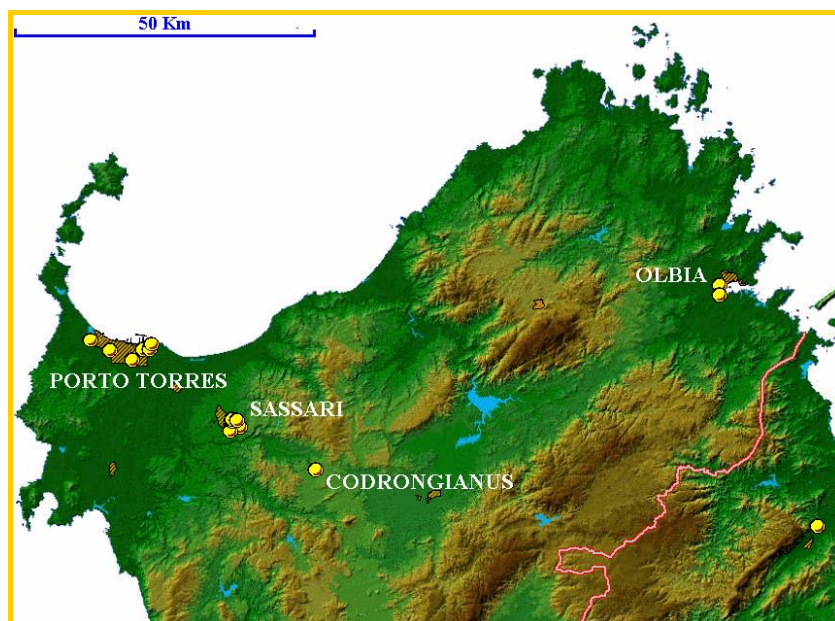 50 Km
OLBIA
PORTO TORRES
SASSARI
CODRONGIANUS